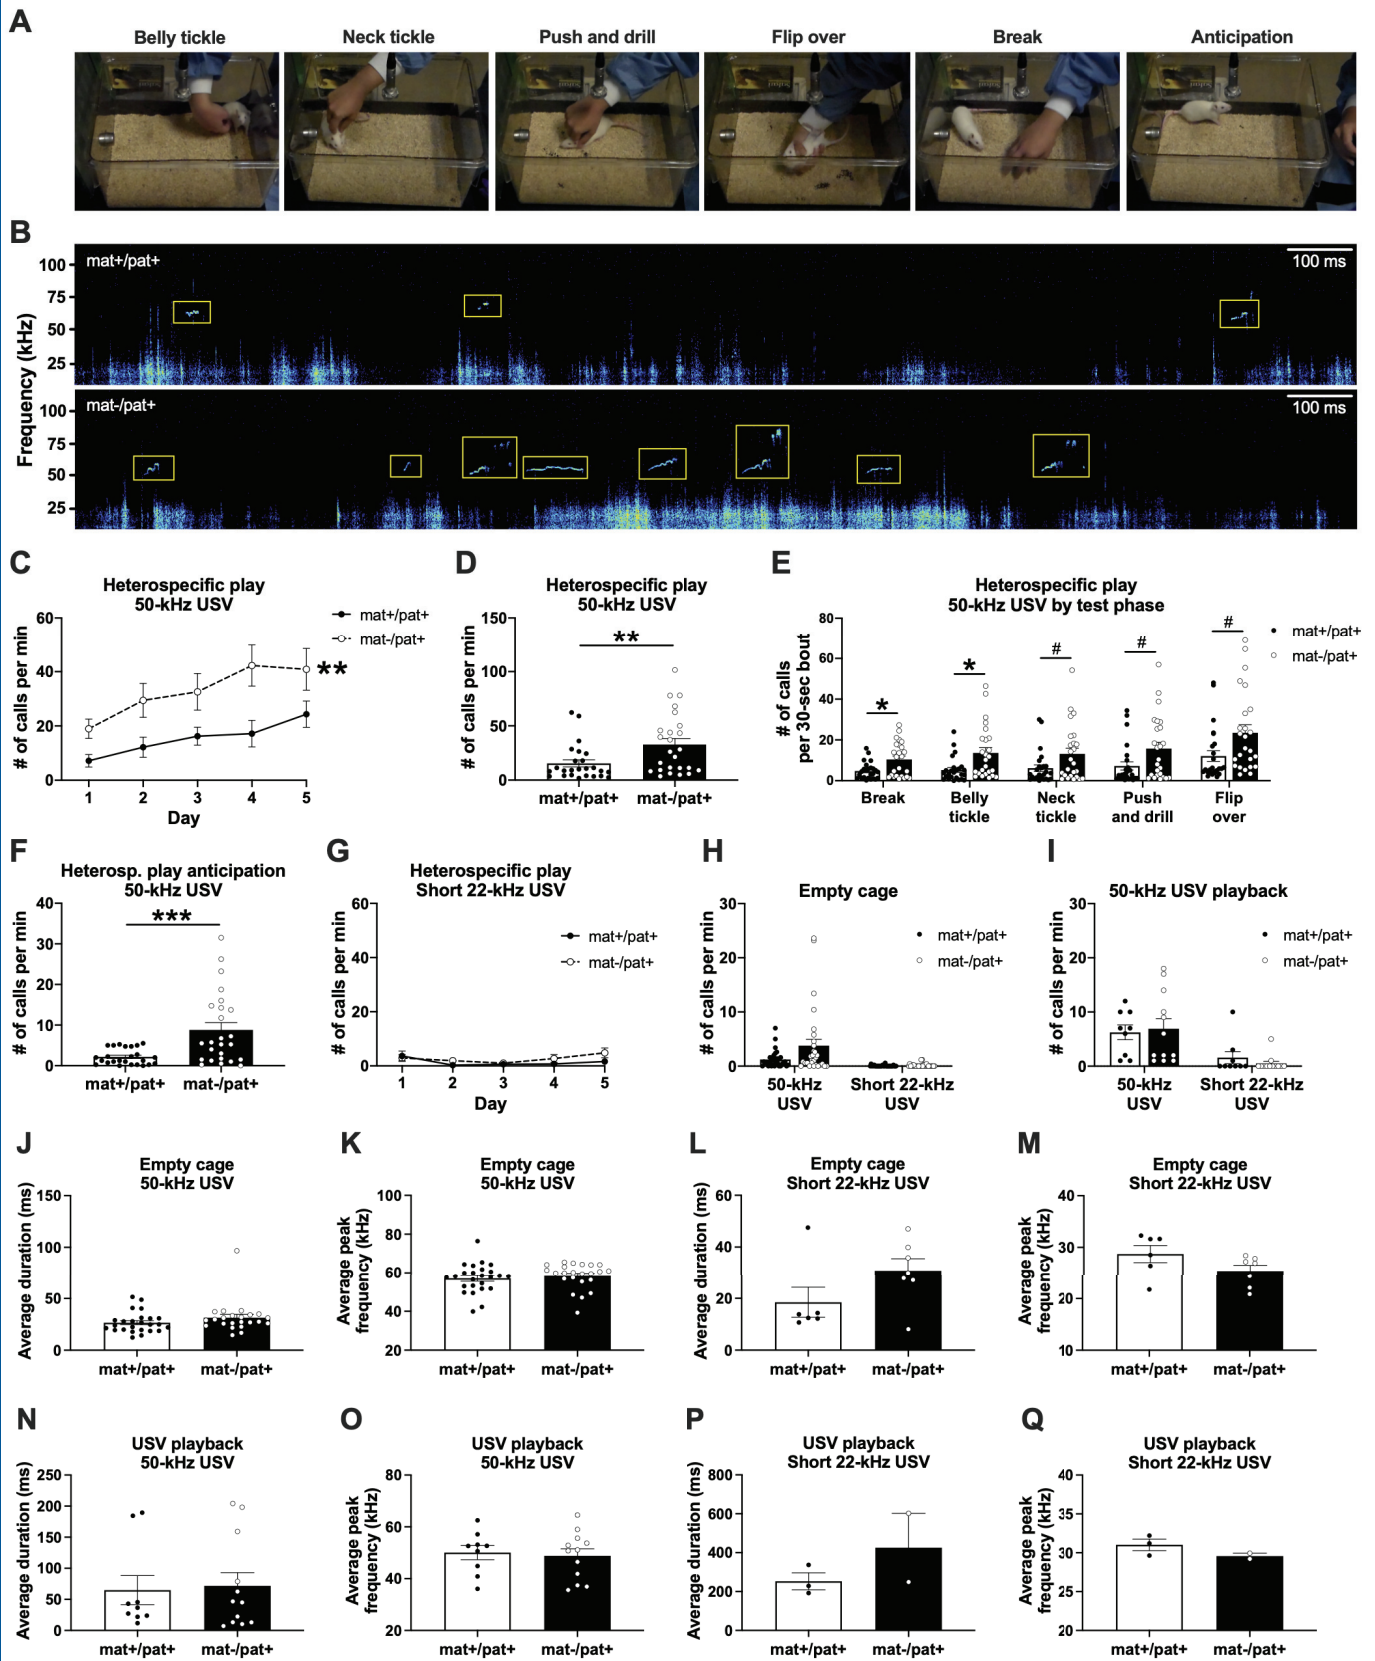 A
Belly tickle
Neck tickle
Push and drill
Flip over
Break
Anticipation
B
mat+/pat+
100 ms
100
75
50
25
mat-/pat+
100 ms
100
75
50
25
Frequency (kHz)
C
Heterospecific play
50-kHz USV
mat+/pat+
mat-/pat+
# of calls per min
60
40
20
0
**
1 2 3 4 5
Day
D
Heterospecific play
50-kHz USV
# of calls per min
150
100
50
0
**
mat+/pat+ mat-/pat+
E
Heterospecific play
50-kHz USV by test phase
mat+/pat+
mat-/pat+
# of calls
per 30-sec bout
80
60
40
20
0
* * # # #
Break
Belly
tickle
Neck
tickle
Push
and drill
Flip
over
F
Heterosp. play anticipation
50-kHz USV
# of calls per min
40
30
20
10
0
***
mat+/pat+ mat-/pat+
G
Heterospecific play
Short 22-kHz USV
mat+/pat+
mat-/pat+
# of calls per min
60
40
20
0
1 2 3 4 5
Day
H
Empty cage
mat+/pat+
mat-/pat+
# of calls per min
30
20
10
0
50-kHz
USV
Short 22-kHz
USV
I
50-kHz USV playback
mat+/pat+
mat-/pat+
# of calls per min
30
20
10
0
50-kHz
USV
Short 22-kHz
USV
J
Empty cage
50-kHz USV
Average duration (ms)
150
100
50
0
mat+/pat+ mat-/pat+
K
Empty cage
50-kHz USV
Average peak
frequency (kHz)
100
80
60
40
20
mat+/pat+ mat-/pat+
L
Empty cage
Short 22-kHz USV
Average duration (ms)
60
40
20
0
mat+/pat+ mat-/pat+
M
Empty cage
Short 22-kHz USV
Average peak
frequency (kHz)
40
30
20
10
mat+/pat+ mat-/pat+
N
USV playback
50-kHz USV
Average duration (ms)
250
200
150
100
50
0
mat+/pat+ mat-/pat+
O
USV playback
50-kHz USV
Average peak
frequency (kHz)
80
60
40
20
mat+/pat+ mat-/pat+
P
USV playback
Short 22-kHz USV
Average duration (ms)
800
600
400
200
0
mat+/pat+ mat-/pat+
Q
USV playback
Short 22-kHz USV
Average peak
frequency (kHz)
40
35
30
25
20
mat+/pat+ mat-/pat+